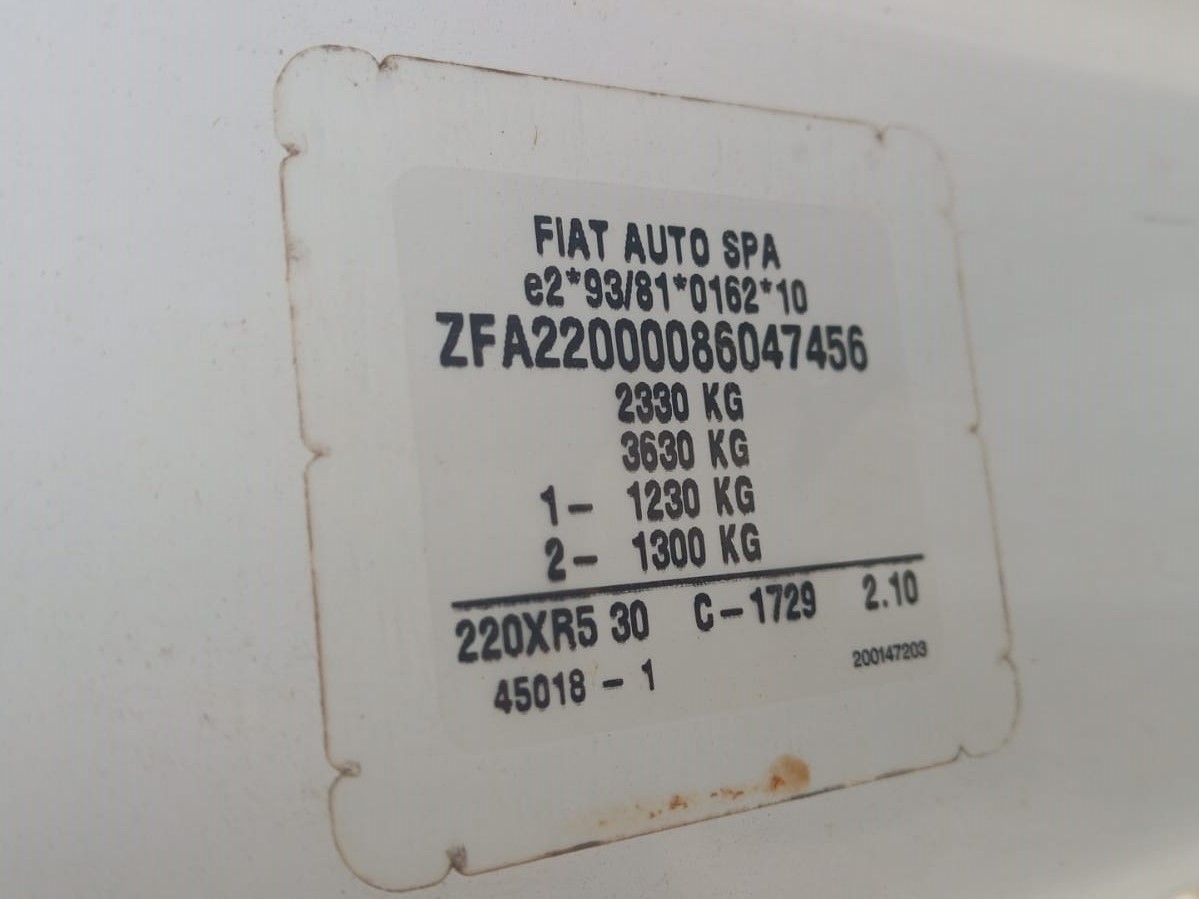 FIAT AUTO SPA
e2*93/81*0162*10
ZFA22000086047456
2330 KG
3630 KG
1- 1230 KG
2- 1300 KG
220XR5 30 C-1729 2.10
45018 - 1 200147203